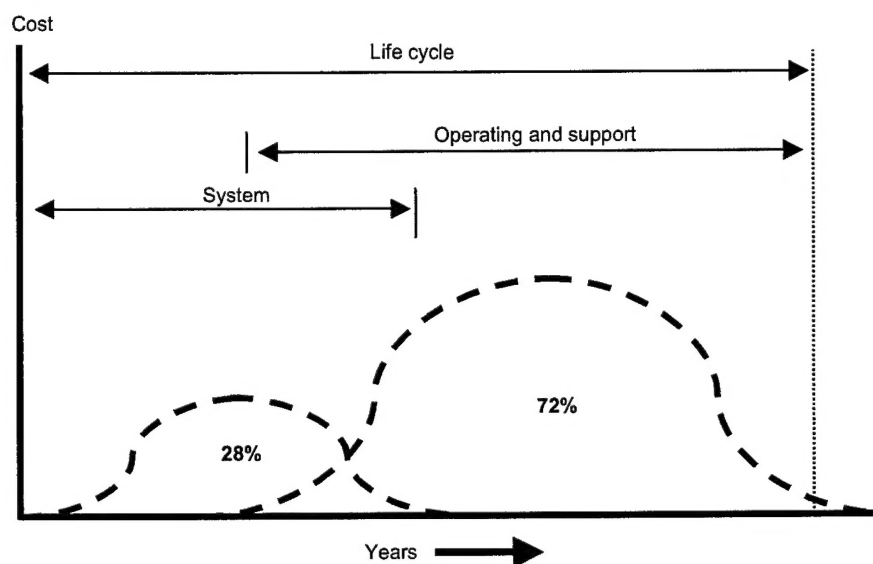 Cost
Life cycle
Operating and support
System
28%
72%
Years